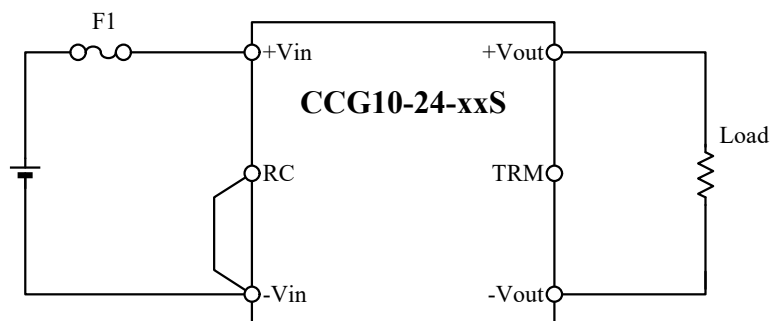 F1
+Vin
+Vout
CCG10-24-xxS
Load
RC
TRM
-Vin
-Vout